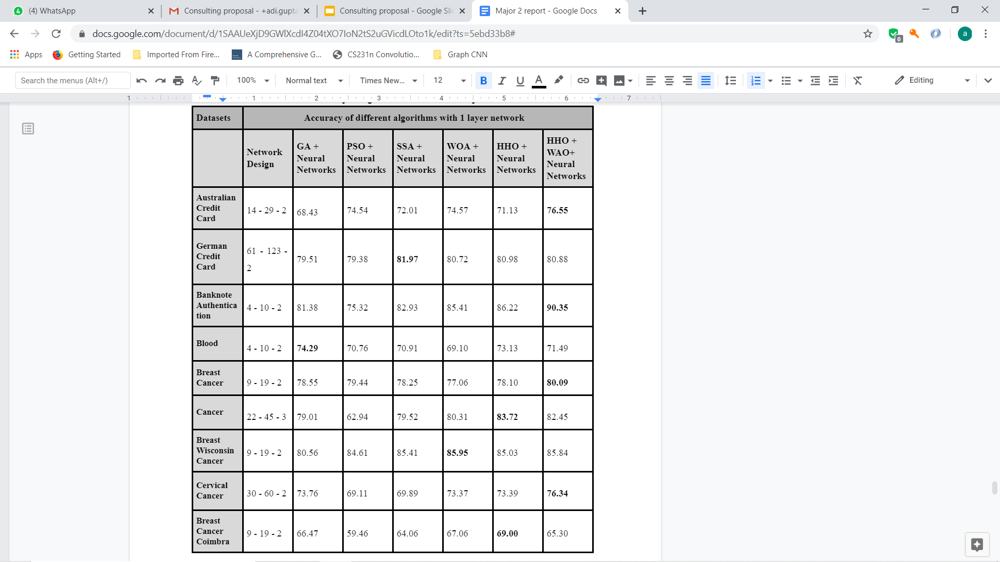 (4) WhatsApp
Consulting proposal - +adi.gupta
Consulting proposal - Google Sli
Major 2 report - Google Docs
docs.google.com/document/d/1SAAUeXjD9GWlXcdI4Z04tXO7IoN2tS2uGVicdLOto1k/edit?ts=5ebd33b8#
0
a
Apps
Getting Started
Imported From Fire...
A Comprehensive G...
CS231n Convolutio...
Graph CNN
Search the menus (Alt+/)
100%
Normal text
Times New...
12
B I U A
Editing
1 1 2 3 4 5 6 7
Datasets Accuracy of different algorithms with 1 layer network
Network Design
GA + Neural Networks
PSO + Neural Networks
SSA + Neural Networks
WOA + Neural Networks
HHO + Neural Networks
HHO + WAO+ Neural Networks
Australian Credit Card 14 - 29 - 2 68.43 74.54 72.01 74.57 71.13 76.55
German Credit Card 61 - 123 - 2 79.51 79.38 81.97 80.72 80.98 80.88
Banknote Authentica tion 4 - 10 - 2 81.38 75.32 82.93 85.41 86.22 90.35
Blood 4 - 10 - 2 74.29 70.76 70.91 69.10 73.13 71.49
Breast Cancer 9 - 19 - 2 78.55 79.44 78.25 77.06 78.10 80.09
Cancer 22 - 45 - 3 79.01 62.94 79.52 80.31 83.72 82.45
Breast Wisconsin Cancer 9 - 19 - 2 80.56 84.61 85.41 85.95 85.03 85.84
Cervical Cancer 30 - 60 - 2 73.76 69.11 69.89 73.37 73.39 76.34
Breast Cancer Coimbra 9 - 19 - 2 66.47 59.46 64.06 67.06 69.00 65.30